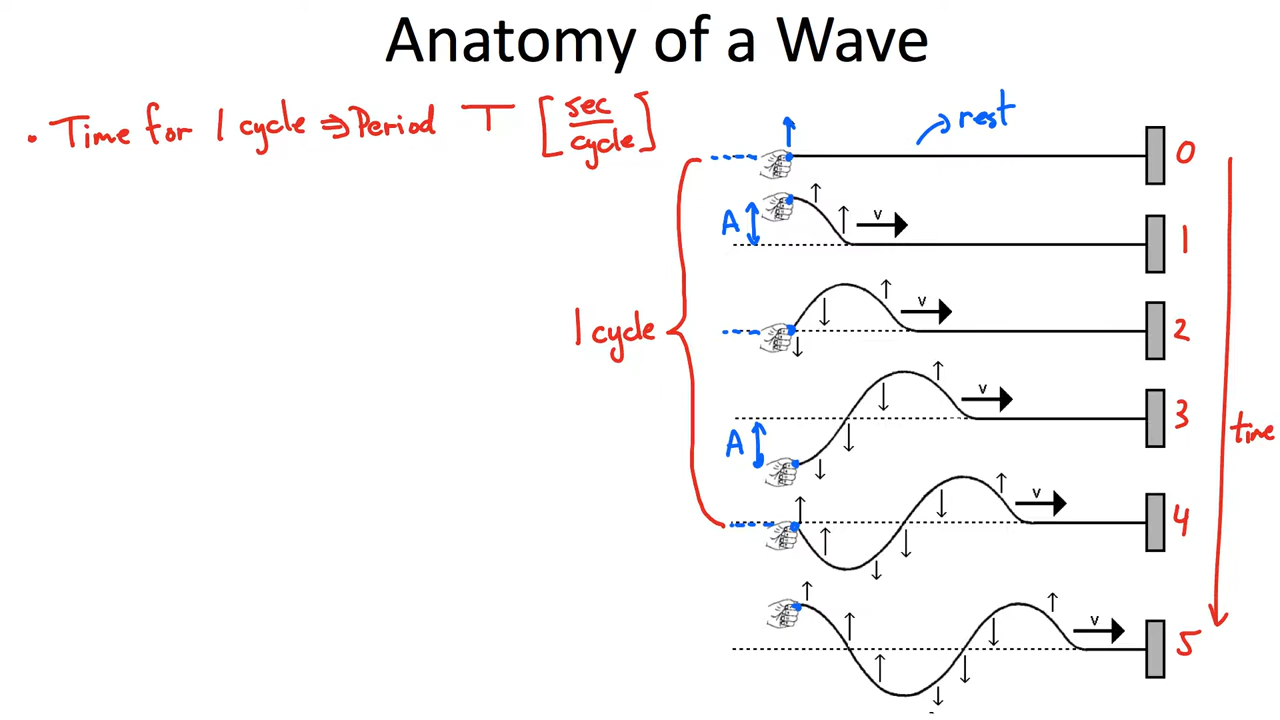 Anatomy of a Wave
• Time for 1 cycle ⇒ Period T [sec/cycle]
rest
0
A
v
1
1 cycle
v
2
v
3
A
time
v
4
v
5